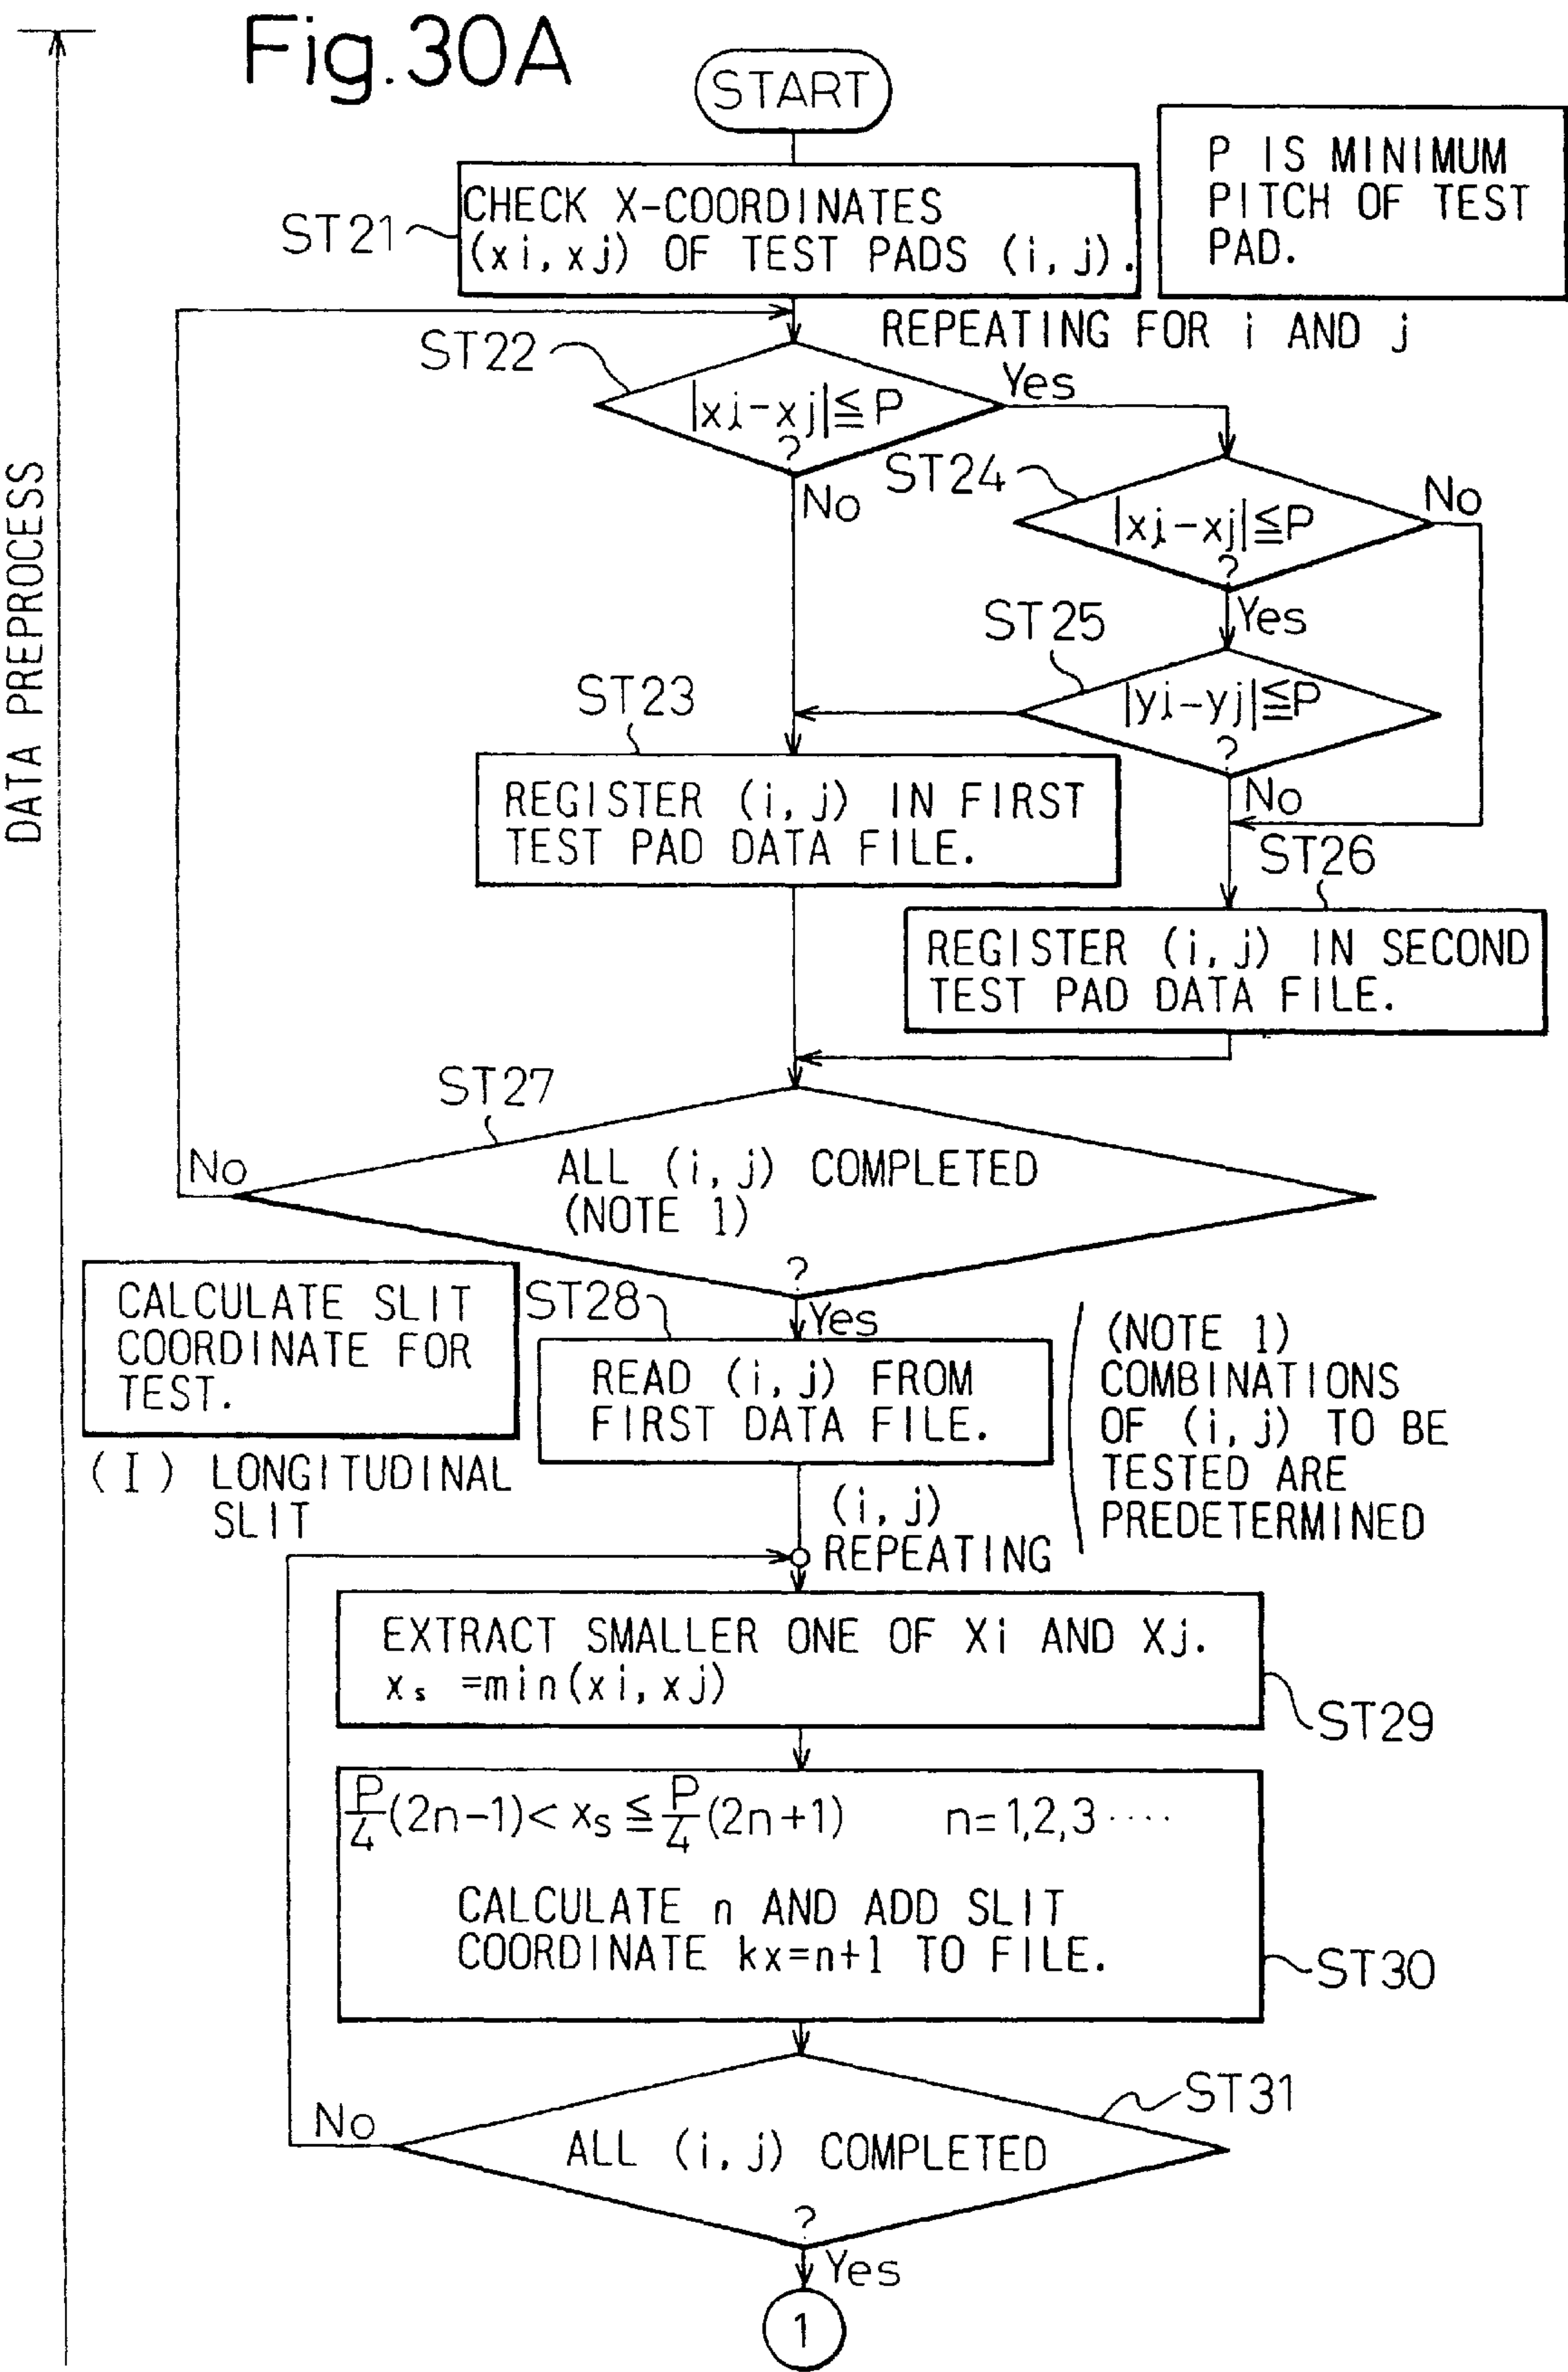 Fig.30A
START
P IS MINIMUM
PITCH OF TEST
PAD.
ST21
CHECK X-COORDINATES
(xi, xj) OF TEST PADS (i, j).
REPEATING FOR i AND j
ST22
|xi-xj|≦P
?
Yes
No
ST24
|xj-xj|≦P
?
No
Yes
ST25
|yi-yj|≦P
?
No
ST23
REGISTER (i, j) IN FIRST
TEST PAD DATA FILE.
ST26
REGISTER (i, j) IN SECOND
TEST PAD DATA FILE.
DATA PREPROCESS
ST27
No
ALL (i, j) COMPLETED
(NOTE 1)
?
Yes
CALCULATE SLIT
COORDINATE FOR
TEST.
(I) LONGITUDINAL
SLIT
ST28
READ (i, j) FROM
FIRST DATA FILE.
(NOTE 1)
COMBINATIONS
OF (i, j) TO BE
TESTED ARE
PREDETERMINED
(i, j)
REPEATING
EXTRACT SMALLER ONE OF Xi AND Xj.
xs =min(xi, xj)
ST29
P/4(2n-1)< xs ≦ P/4(2n+1) n=1,2,3 ····
CALCULATE n AND ADD SLIT
COORDINATE kx=n+1 TO FILE.
ST30
ST31
No
ALL (i, j) COMPLETED
?
Yes
1